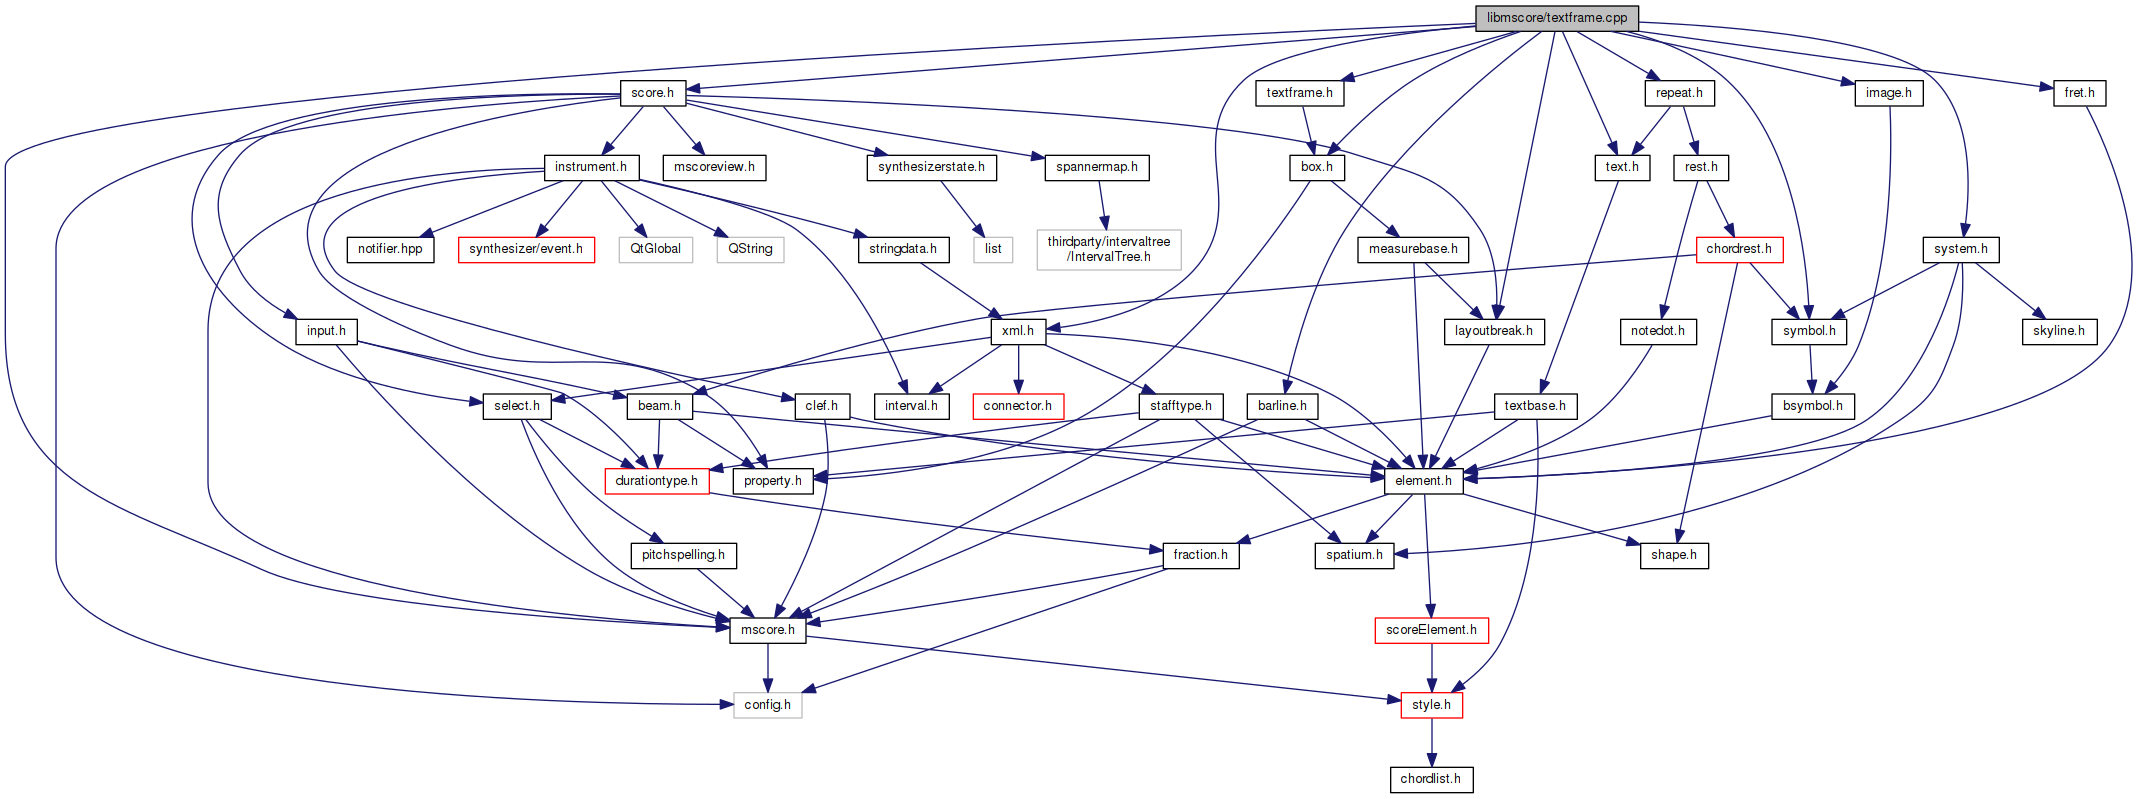 libmscore/textframe.cpp
score.h
textframe.h
repeat.h
image.h
fret.h
instrument.h
mscoreview.h
synthesizerstate.h
spannermap.h
box.h
text.h
rest.h
notifier.hpp
synthesizer/event.h
QtGlobal
QString
stringdata.h
list
thirdparty/intervaltree
/IntervalTree.h
measurebase.h
chordrest.h
system.h
input.h
xml.h
layoutbreak.h
notedot.h
symbol.h
skyline.h
select.h
beam.h
clef.h
interval.h
connector.h
stafftype.h
barline.h
textbase.h
bsymbol.h
durationtype.h
property.h
element.h
pitchspelling.h
fraction.h
spatium.h
shape.h
mscore.h
scoreElement.h
config.h
style.h
chordlist.h